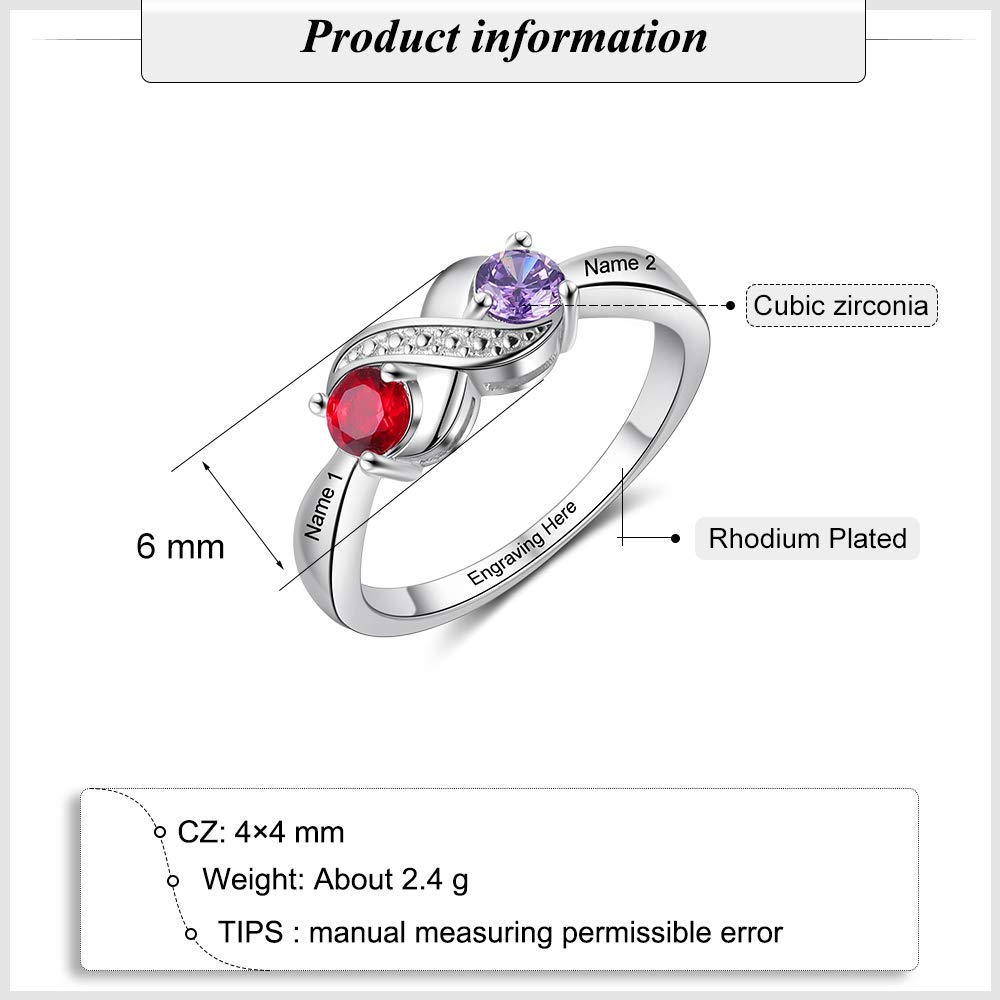 Product information
Name 2
Cubic zirconia
Name 1
6 mm
Engraving Here
Rhodium Plated
CZ: 4×4 mm
Weight: About 2.4 g
TIPS : manual measuring permissible error